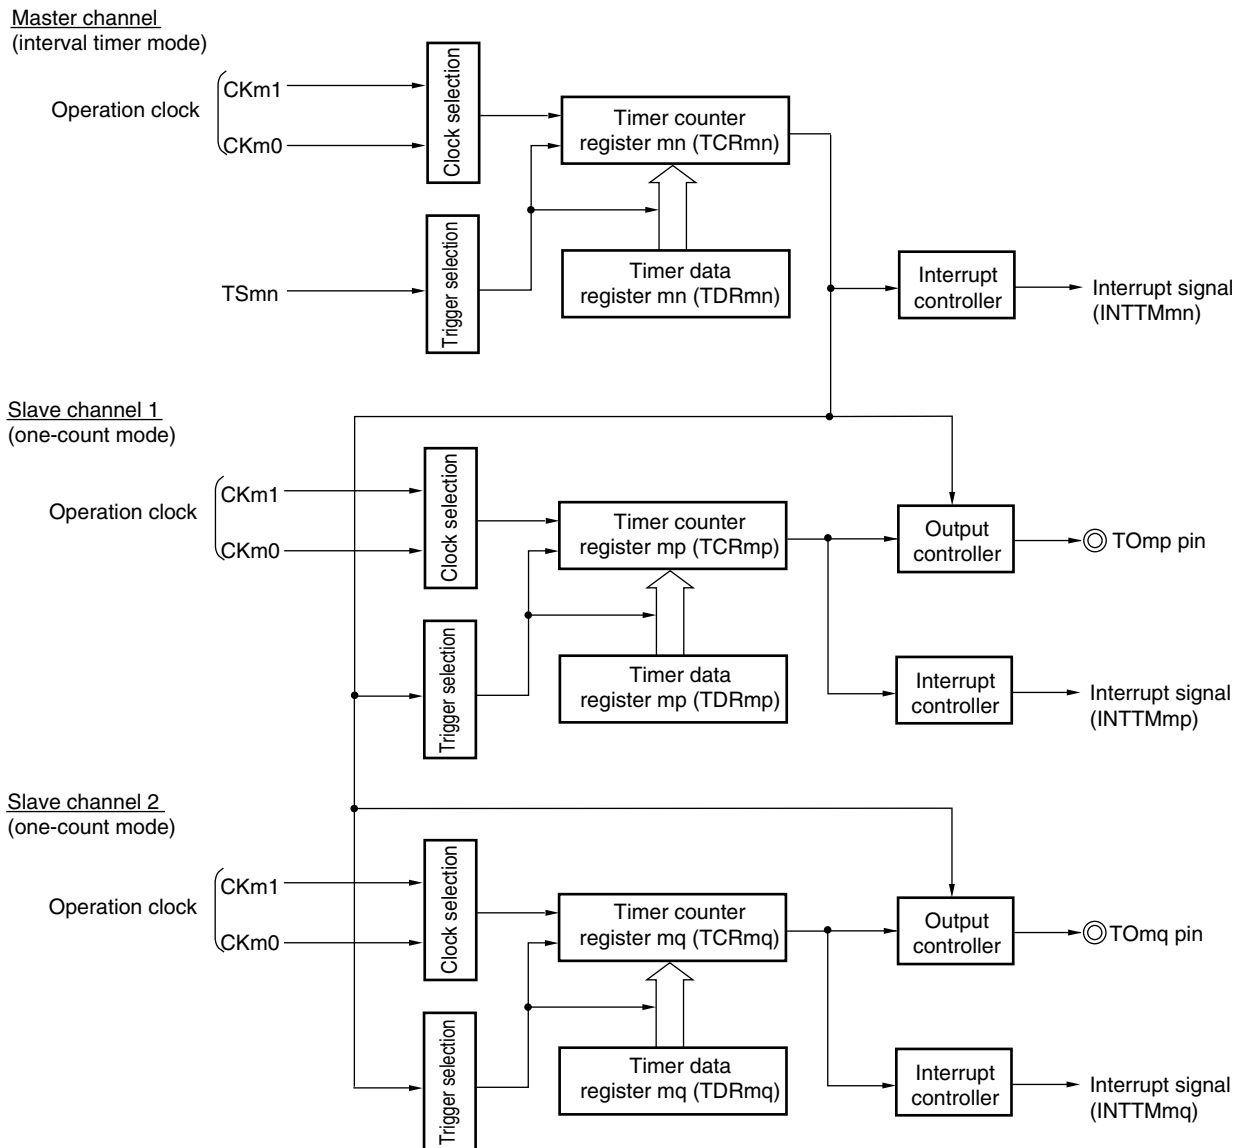 Master channel
(interval timer mode)
Operation clock
CKm1
CKm0
Clock selection
Timer counter
register mn (TCRmn)
TSmn
Trigger selection
Timer data
register mn (TDRmn)
Interrupt
controller
Interrupt signal
(INTTMmn)
Slave channel 1
(one-count mode)
Operation clock
CKm1
CKm0
Clock selection
Timer counter
register mp (TCRmp)
Output
controller
TOmp pin
Trigger selection
Timer data
register mp (TDRmp)
Interrupt
controller
Interrupt signal
(INTTMmp)
Slave channel 2
(one-count mode)
Operation clock
CKm1
CKm0
Clock selection
Timer counter
register mq (TCRmq)
Output
controller
TOmq pin
Trigger selection
Timer data
register mq (TDRmq)
Interrupt
controller
Interrupt signal
(INTTMmq)